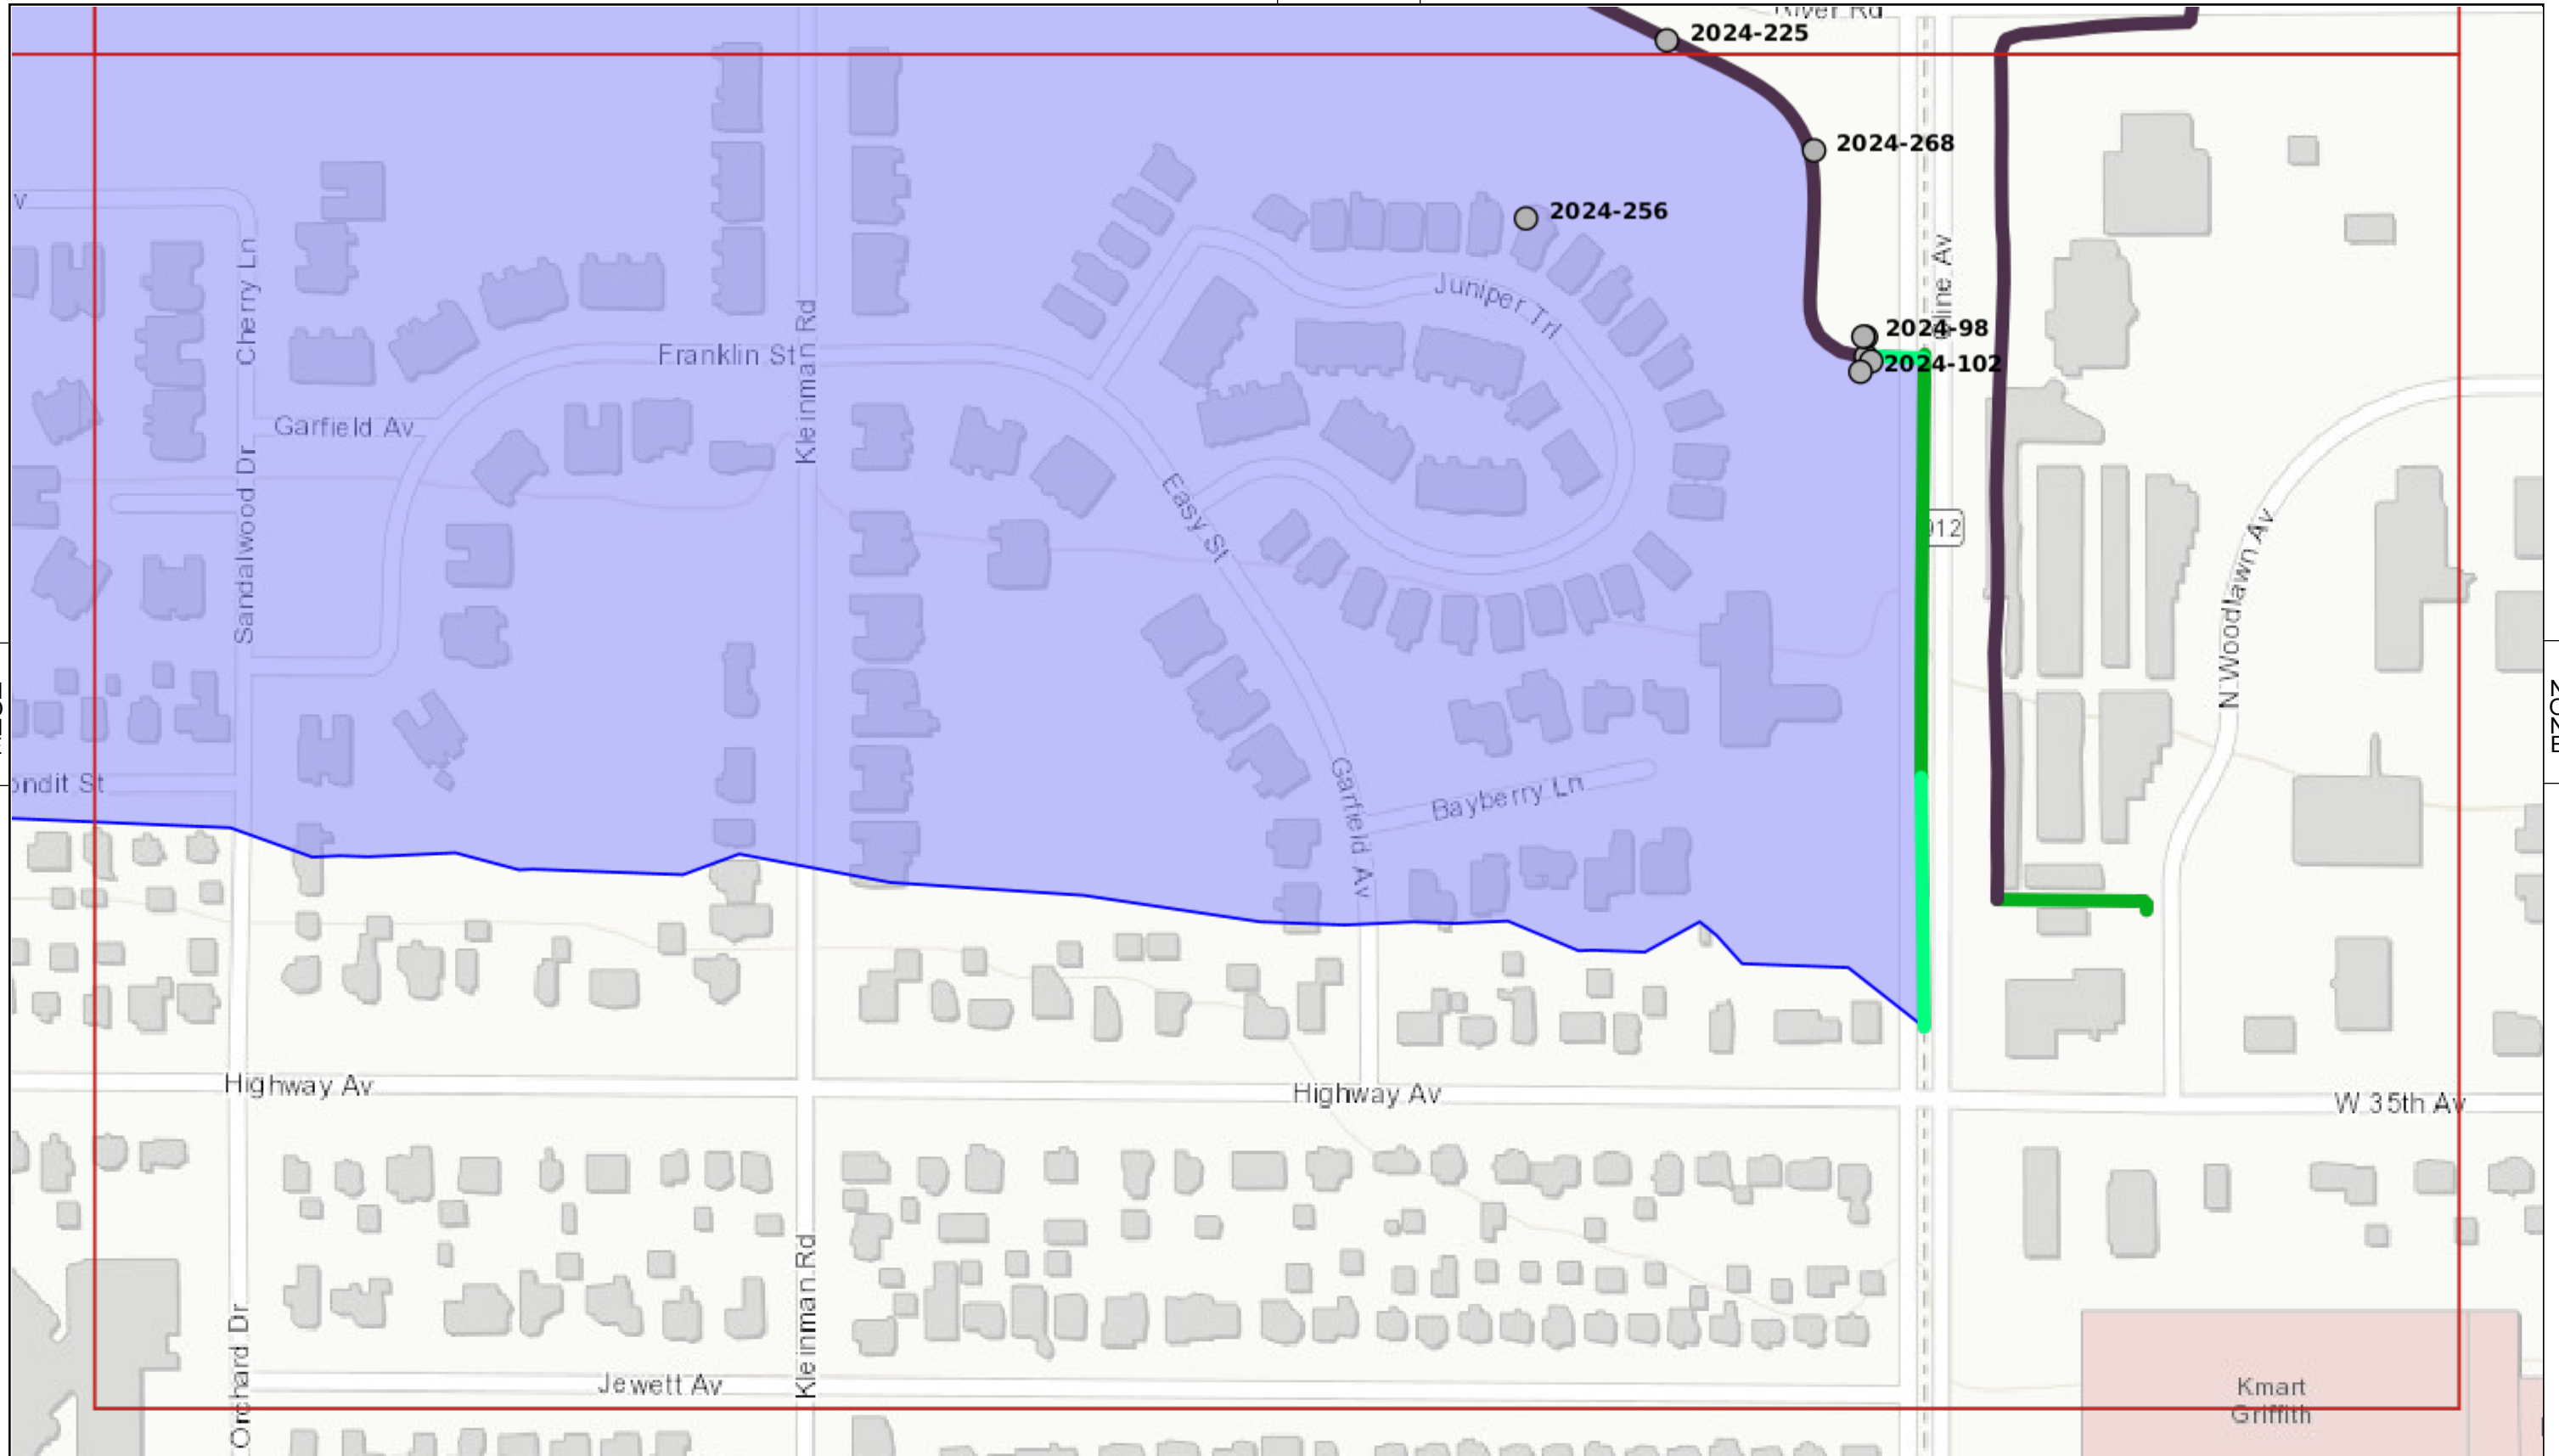 2024-225
2024-268
2024-256
Cherry Ln
Juniper Trl
2024-98
2024-102
Franklin St
Kleinman Rd
Garfield Av
Sandalwood Dr
Easy St
912
N Woodlawn Av
Garfield Av
Bayberry Ln
Highway Av
Highway Av
W 35th Av
Kleinman Rd
Orchard Dr
Jewett Av
Kmart
Griffith